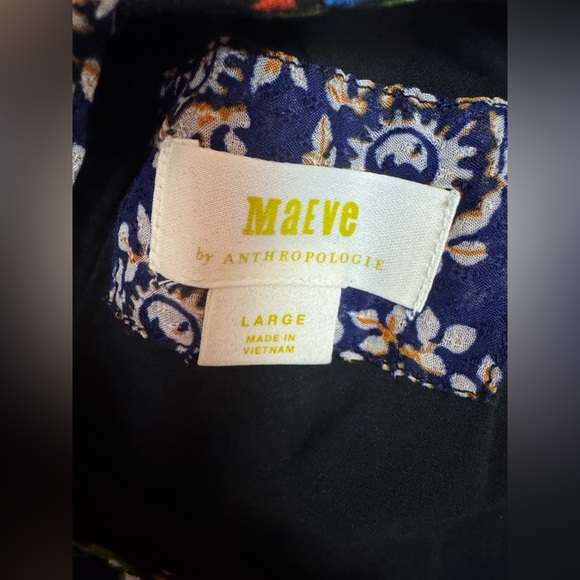 MaEVe
by ANTHROPOLOGIE
LARGE
MADE IN
VIETNAM